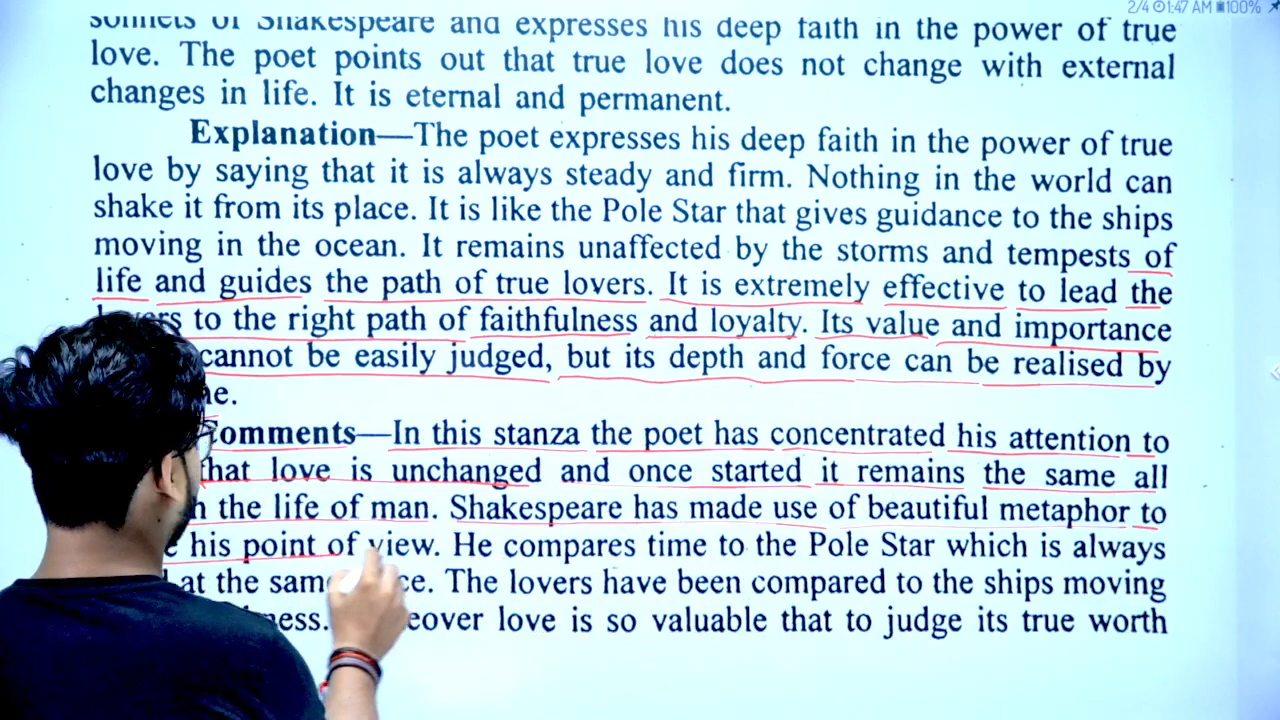 2/4 1:47 AM 100%
sonnets of Shakespeare and expresses his deep faith in the power of true
love. The poet points out that true love does not change with external
changes in life. It is eternal and permanent.
Explanation—The poet expresses his deep faith in the power of true
love by saying that it is always steady and firm. Nothing in the world can
shake it from its place. It is like the Pole Star that gives guidance to the ships
moving in the ocean. It remains unaffected by the storms and tempests of
life and guides the path of true lovers. It is extremely effective to lead the
lovers to the right path of faithfulness and loyalty. Its value and importance
cannot be easily judged, but its depth and force can be realised by
Comments—In this stanza the poet has concentrated his attention to
that love is unchanged and once started it remains the same all
the life of man. Shakespeare has made use of beautiful metaphor to
his point of view. He compares time to the Pole Star which is always
at the same The lovers have been compared to the ships moving
love is so valuable that to judge its true worth